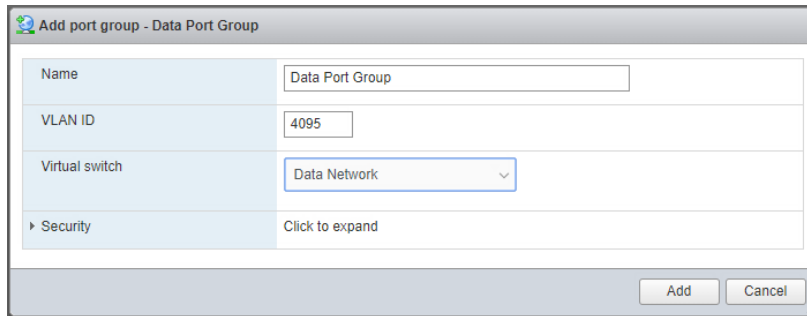 Add port group - Data Port Group
Name
Data Port Group
VLAN ID
4095
Virtual switch
Data Network
Security
Click to expand
Add
Cancel